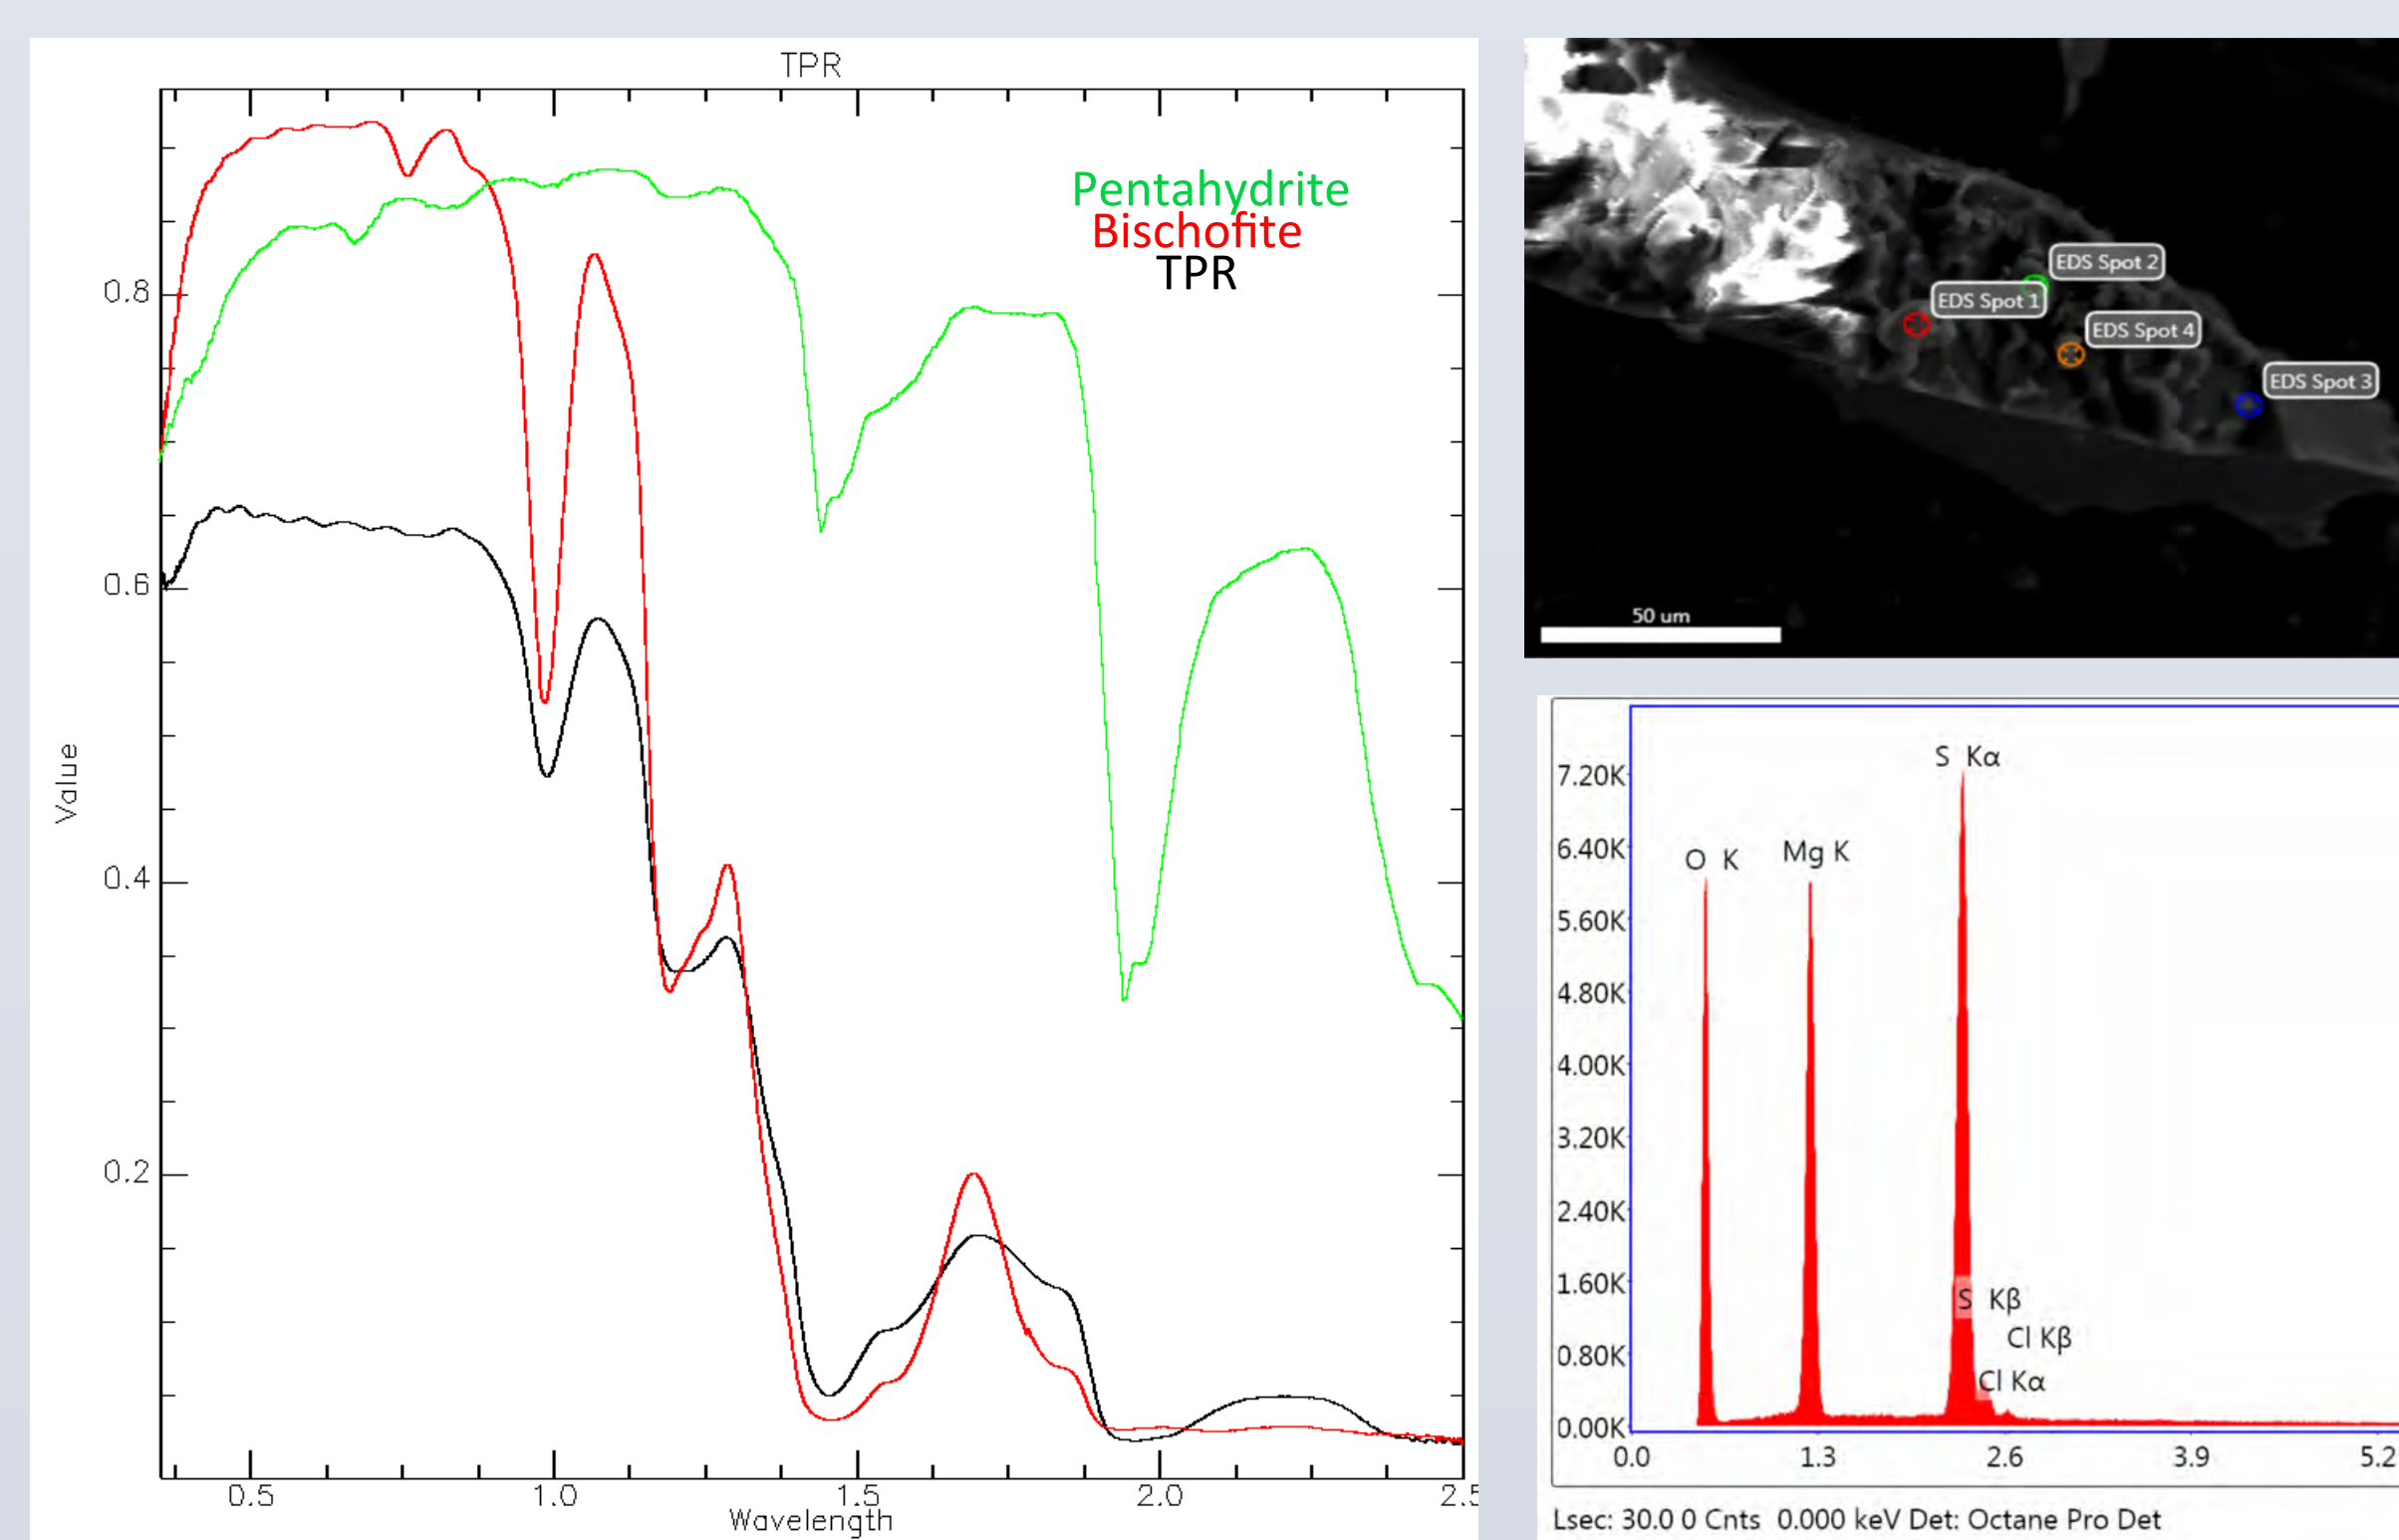 TPR
Pentahydrite
Bischofite
TPR
0.8
0.6
0.4
0.2
Value
0.5 1.0 1.5 2.0 2.5
Wavelength
EDS Spot 2
EDS Spot 1
EDS Spot 4
EDS Spot 3
50 um
S Kα
7.20K
6.40K
O K
Mg K
5.60K
4.80K
4.00K
3.20K
2.40K
1.60K
S Kβ
Cl Kβ
0.80K
Cl Kα
0.00K
0.0 1.3 2.6 3.9 5.2
Lsec: 30.0 0 Cnts 0.000 keV Det: Octane Pro Det